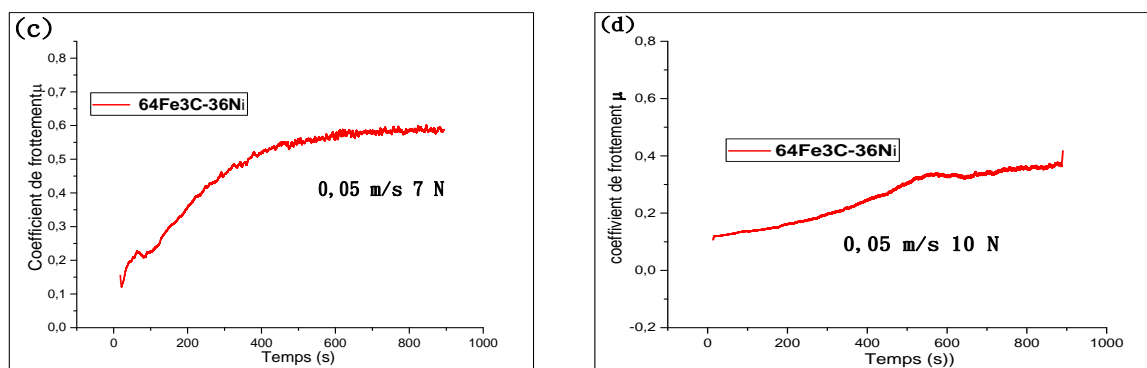 (c)
0,8
0,7
0,6
0,5
0,4
0,3
0,2
0,1
0,0
Coefficient de frottementμ
64Fe3C-36Ni
0,05 m/s 7 N
0
200
400
600
800
1000
Temps (s)
(d)
0,8
0,6
0,4
0,2
0,0
-0,2
coeffivient de frottement μ
64Fe3C-36Ni
0,05 m/s 10 N
0
200
400
600
800
1000
Temps (s))